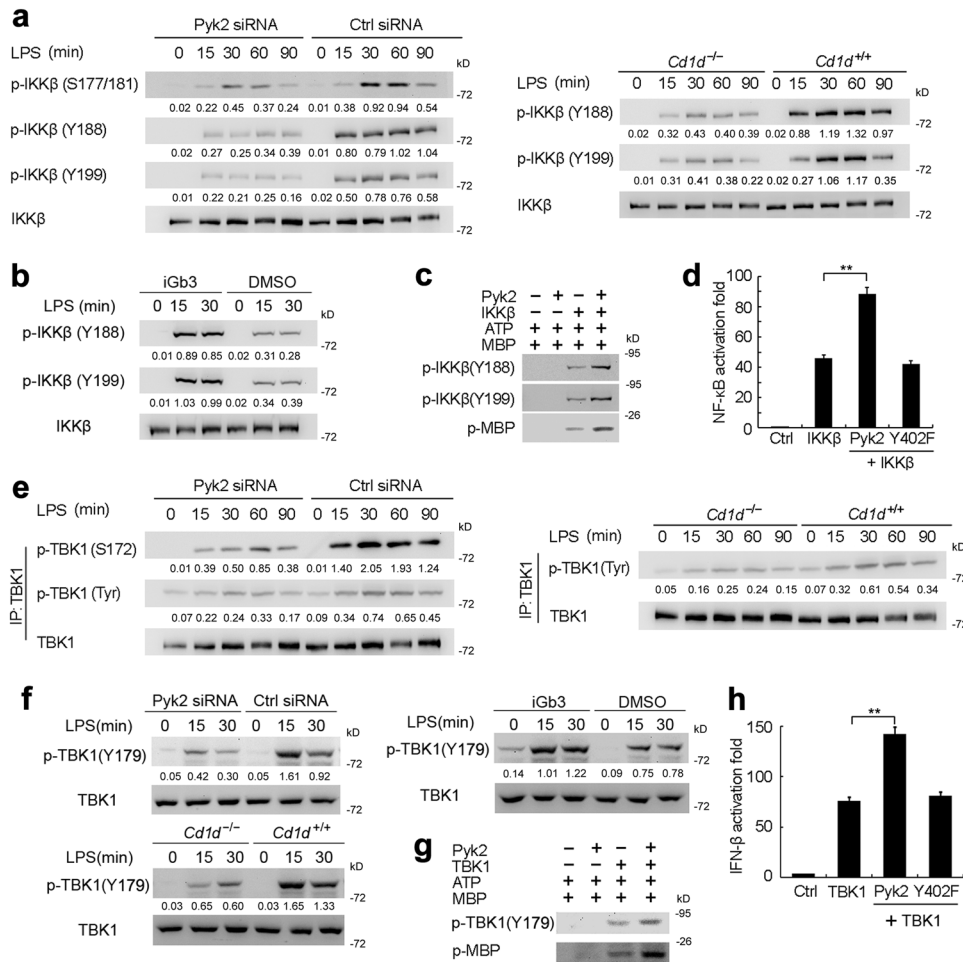 a
Pyk2 siRNA Ctrl siRNA
LPS (min) 0 15 30 60 90 0 15 30 60 90 kD
p-IKKβ (S177/181) -72
0.02 0.22 0.45 0.37 0.24 0.01 0.38 0.92 0.94 0.54
p-IKKβ (Y188) -72
0.02 0.27 0.25 0.34 0.39 0.01 0.80 0.79 1.02 1.04
p-IKKβ (Y199) -72
0.01 0.22 0.21 0.25 0.16 0.02 0.50 0.78 0.76 0.58
IKKβ -72
Cd1d−/− Cd1d+/+
LPS (min) 0 15 30 60 90 0 15 30 60 90 kD
p-IKKβ (Y188) -72
0.02 0.32 0.43 0.40 0.39 0.02 0.88 1.19 1.32 0.97
p-IKKβ (Y199) -72
0.01 0.31 0.41 0.38 0.22 0.02 0.27 1.06 1.17 0.35
IKKβ -72
b
iGb3 DMSO
LPS (min) 0 15 30 0 15 30 kD
p-IKKβ (Y188) -72
0.01 0.89 0.85 0.02 0.31 0.28
p-IKKβ (Y199) -72
0.01 1.03 0.99 0.02 0.34 0.39
IKKβ -72
c
Pyk2 − + − +
IKKβ − − + +
ATP + + + +
MBP + + + + kD
p-IKKβ(Y188) -95
p-IKKβ(Y199) -95
p-MBP -26
d
NF-κB activation fold
100
80
60
40
20
0
**
Ctrl IKKβ Pyk2 Y402F
+ IKKβ
e
Pyk2 siRNA Ctrl siRNA
LPS (min) 0 15 30 60 90 0 15 30 60 90 kD
IP: TBK1
p-TBK1 (S172) -72
0.01 0.39 0.50 0.85 0.38 0.01 1.40 2.05 1.93 1.24
p-TBK1 (Tyr) -72
0.07 0.22 0.24 0.33 0.17 0.09 0.34 0.74 0.65 0.45
TBK1 -72
Cd1d−/− Cd1d+/+
LPS (min) 0 15 30 60 90 0 15 30 60 90 kD
IP: TBK1
p-TBK1(Tyr) -72
0.05 0.16 0.25 0.24 0.15 0.07 0.32 0.61 0.54 0.34
TBK1 -72
f
Pyk2 siRNA Ctrl siRNA
LPS(min) 0 15 30 0 15 30 kD
p-TBK1(Y179) -72
0.05 0.42 0.30 0.05 1.61 0.92
TBK1 -72
Cd1d−/− Cd1d+/+
LPS(min) 0 15 30 0 15 30 kD
p-TBK1(Y179) -72
0.03 0.65 0.60 0.03 1.65 1.33
TBK1 -72
iGb3 DMSO
LPS(min) 0 15 30 0 15 30 kD
p-TBK1(Y179) -72
0.14 1.01 1.22 0.09 0.75 0.78
TBK1 -72
g
Pyk2 − + − +
TBK1 − − + +
ATP + + + +
MBP + + + + kD
p-TBK1(Y179) -95
p-MBP -26
h
IFN-β activation fold
150
100
50
0
**
Ctrl TBK1 Pyk2 Y402F
+ TBK1